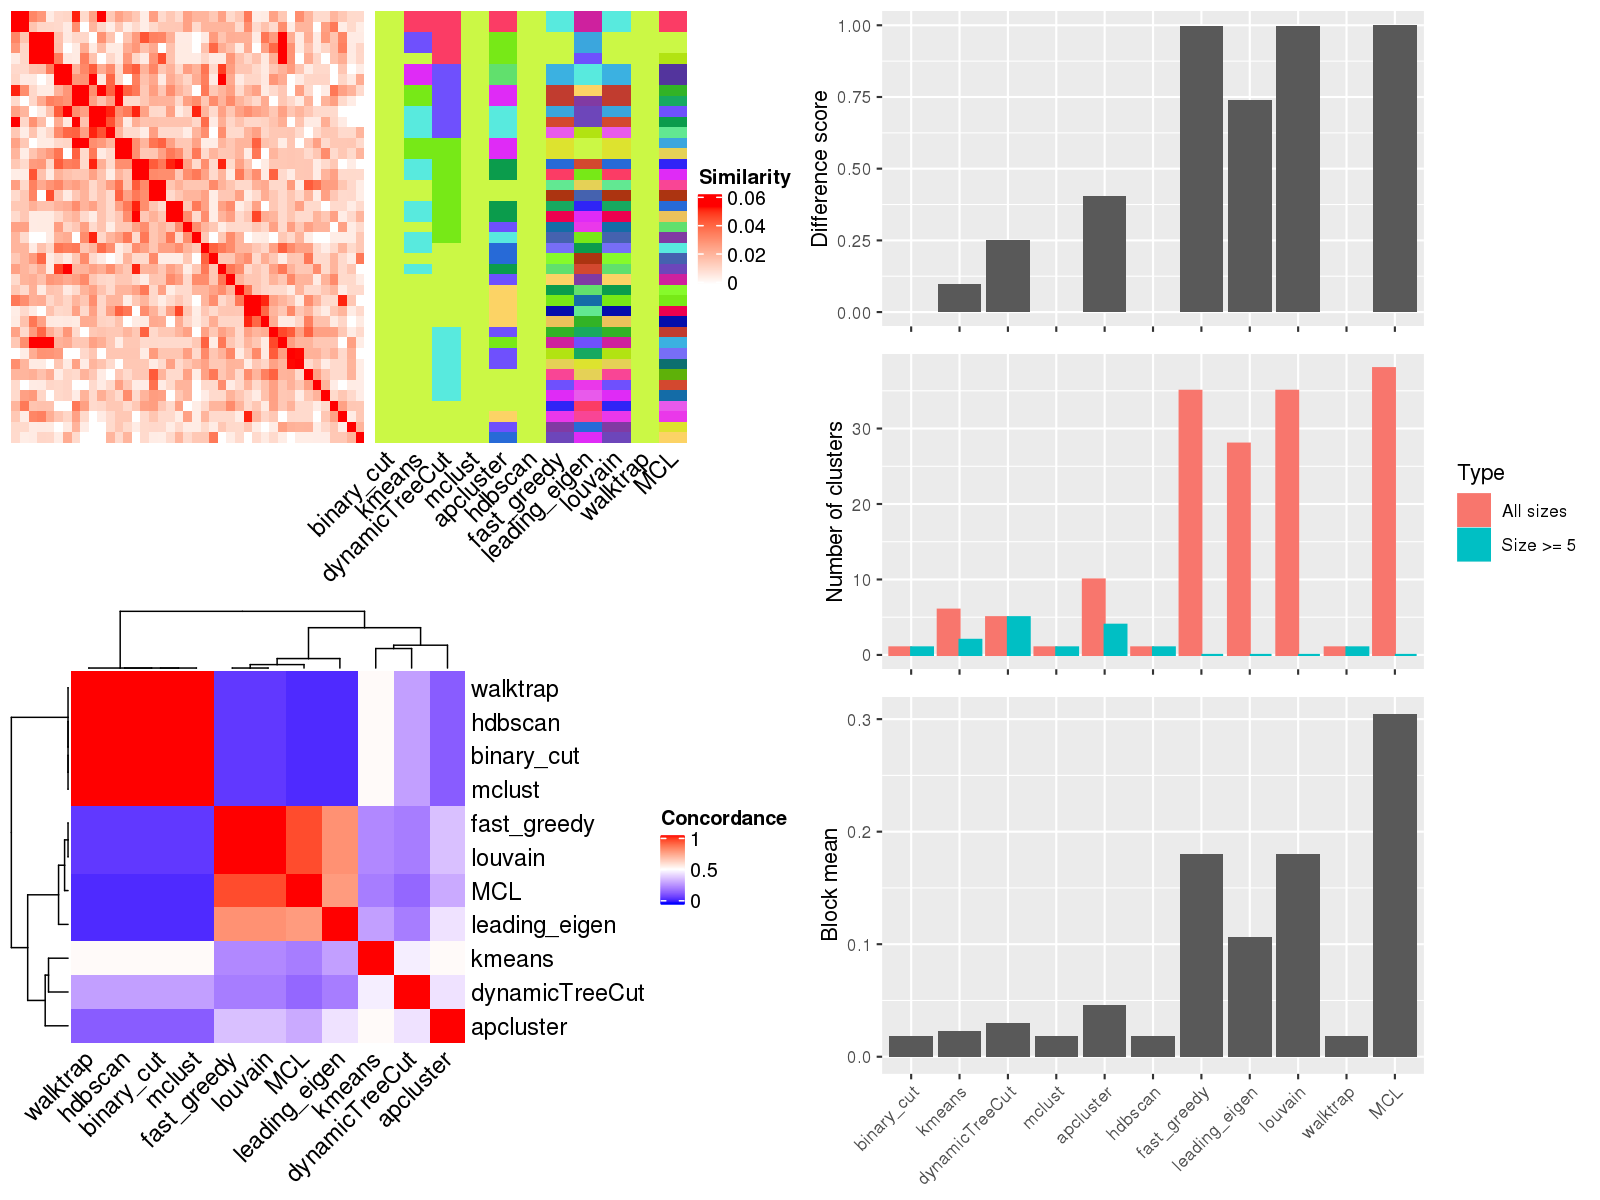 Similarity
0.06
0.04
0.02
0
binary_cut
kmeans
dynamicTreeCut
mclust
apcluster
hdbscan
fast_greedy
leading_eigen
louvain
walktrap
MCL
walktrap
hdbscan
binary_cut
mclust
fast_greedy
louvain
MCL
leading_eigen
kmeans
dynamicTreeCut
apcluster
Concordance
1
0.5
0
walktrap
hdbscan
binary_cut
mclust
fast_greedy
louvain
MCL
leading_eigen
kmeans
dynamicTreeCut
apcluster
Difference score
1.00
0.75
0.50
0.25
0.00
Number of clusters
30
20
10
0
Type
All sizes
Size >= 5
Block mean
0.3
0.2
0.1
0.0
binary_cut
kmeans
dynamicTreeCut
mclust
apcluster
hdbscan
fast_greedy
leading_eigen
louvain
walktrap
MCL